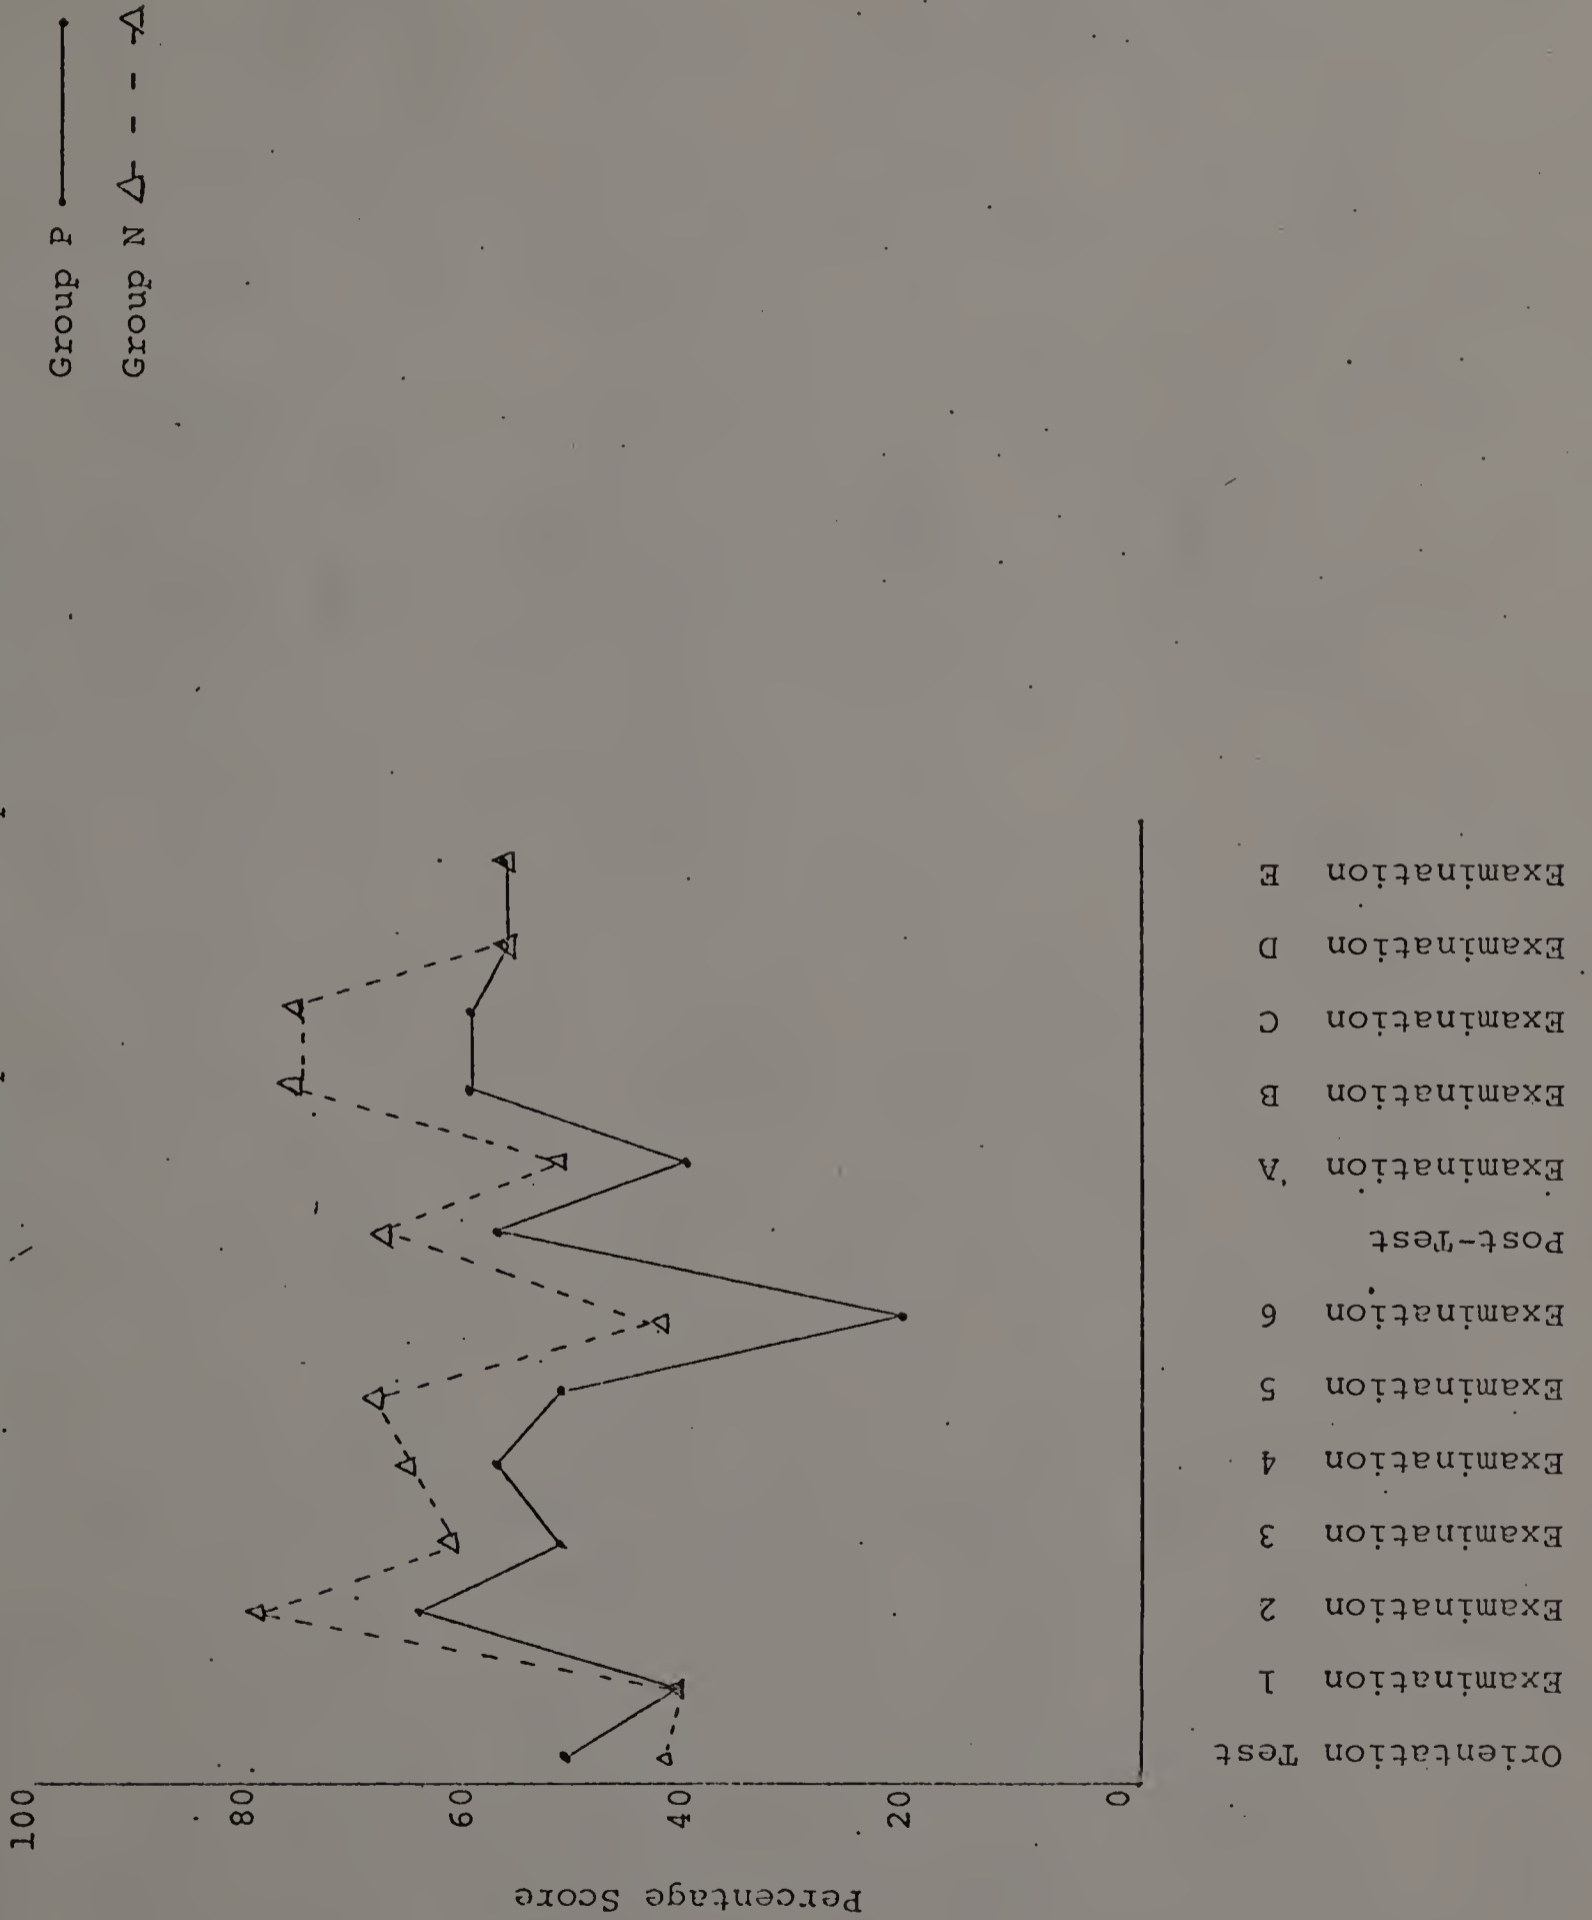 Group P
Group N
100
80
60
40
20
0
Percentage Score
Orientation Test
Examination 1
Examination 2
Examination 3
Examination 4
Examination 5
Examination 6
Post-Test
Examination A
Examination B
Examination C
Examination D
Examination E